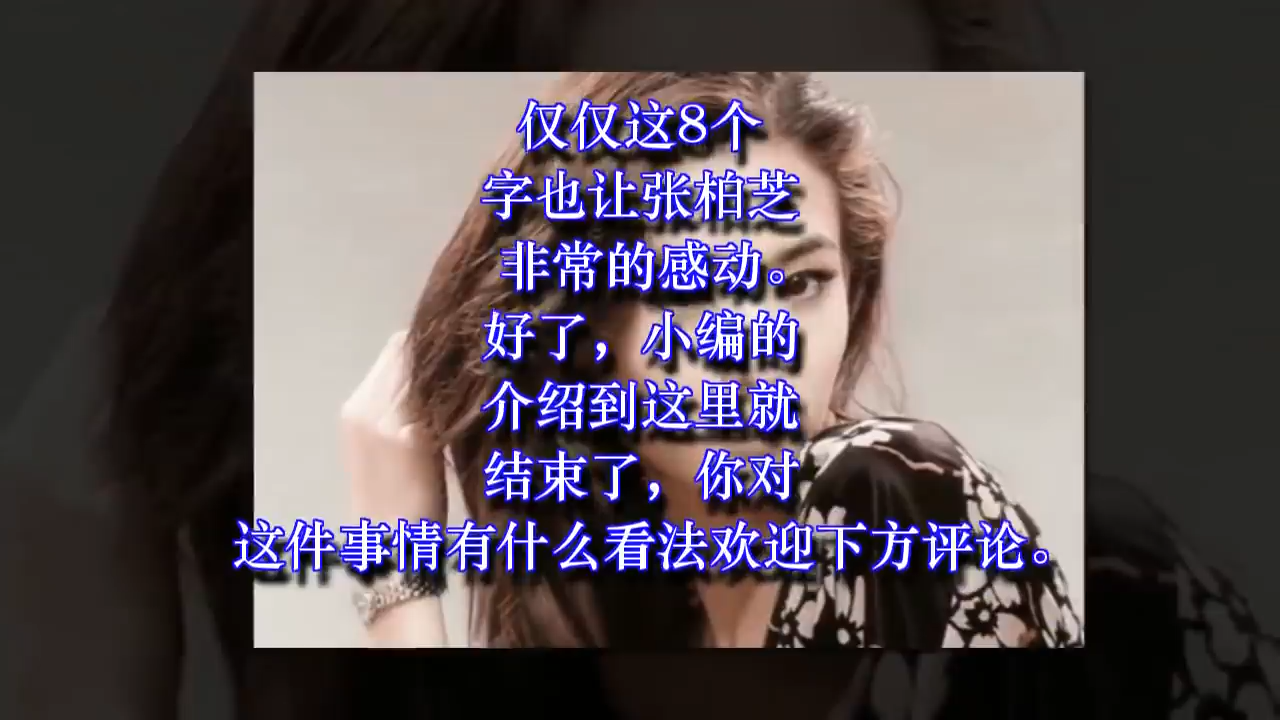 仅仅这8个
字也让张柏芝
非常的感动。
好了，小编的
介绍到这里就
结束了，你对
这件事情有什么看法欢迎下方评论。